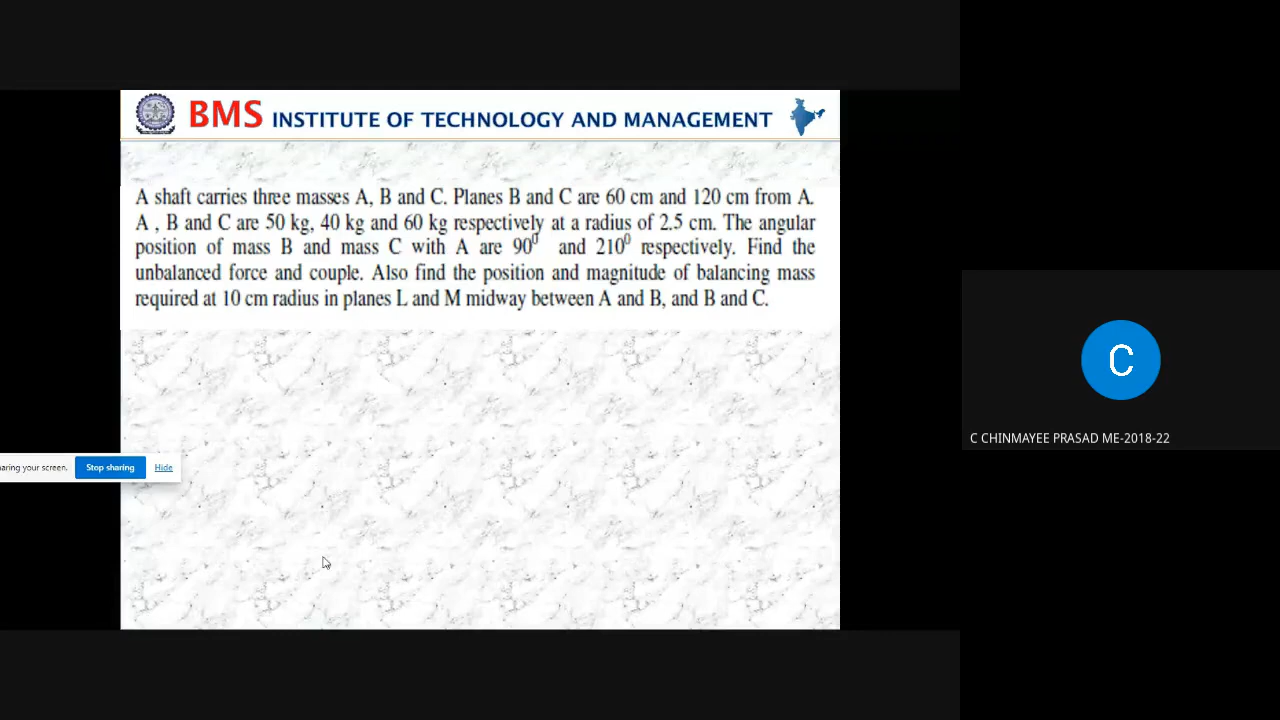 BMS INSTITUTE OF TECHNOLOGY AND MANAGEMENT
A shaft carries three masses A, B and C. Planes B and C are 60 cm and 120 cm from A.
A , B and C are 50 kg, 40 kg and 60 kg respectively at a radius of 2.5 cm. The angular
position of mass B and mass C with A are 90⁰ and 210⁰ respectively. Find the
unbalanced force and couple. Also find the position and magnitude of balancing mass
required at 10 cm radius in planes L and M midway between A and B, and B and C.
C
C CHINMAYEE PRASAD ME-2018-22
aring your screen. Stop sharing Hide